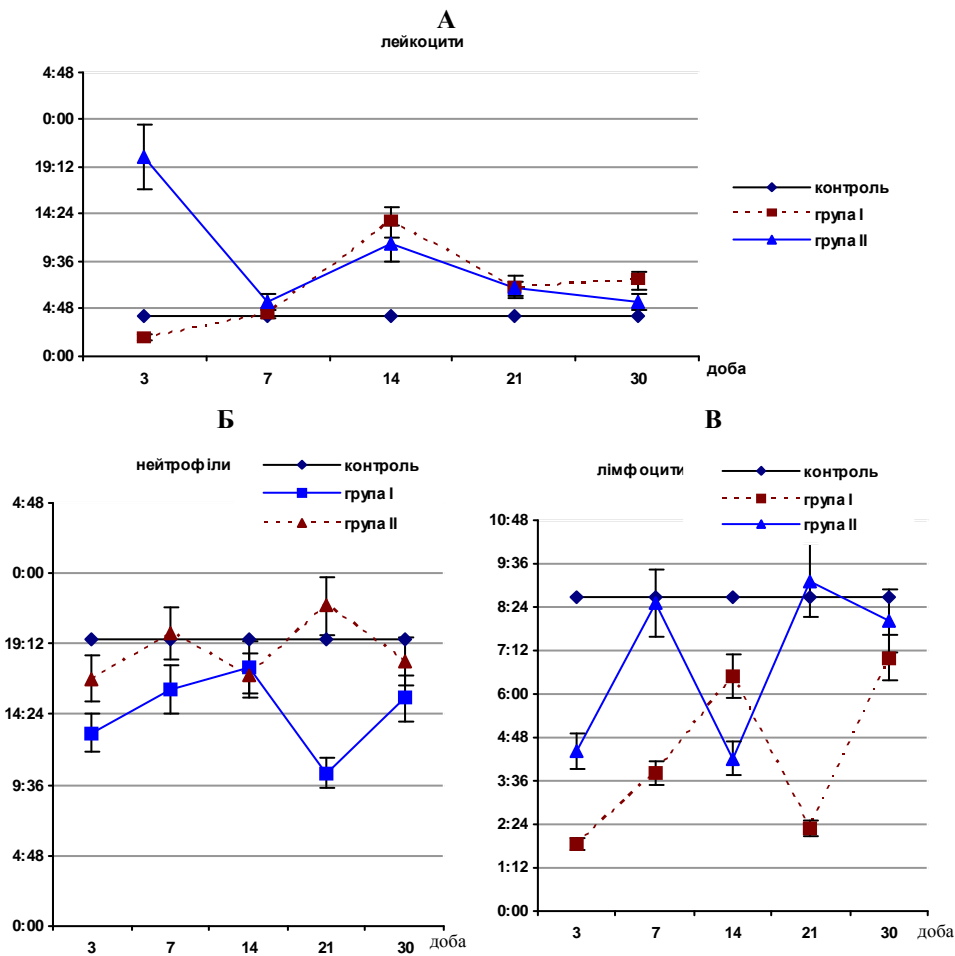 А
лейкоцити
4:48
0:00
19:12
14:24
9:36
4:48
0:00
3 7 14 21 30
доба
контроль
група I
група II
Б
нейтрофіли
контроль
група I
група II
4:48
0:00
19:12
14:24
9:36
4:48
0:00
3 7 14 21 30
доба
В
лімфоцити
контроль
група I
група II
10:48
9:36
8:24
7:12
6:00
4:48
3:36
2:24
1:12
0:00
3 7 14 21 30
доба